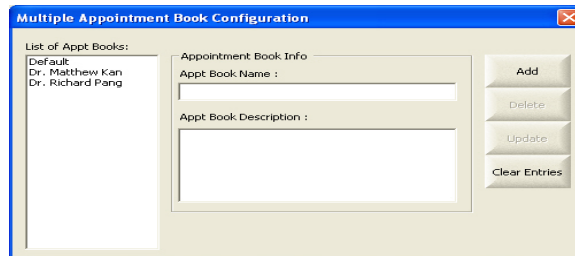 Multiple Appointment Book Configuration
List of Appt Books:
Default
Dr. Matthew Kan
Dr. Richard Pang
Appointment Book Info
Appt Book Name :
Appt Book Description :
Add
Delete
Update
Clear Entries